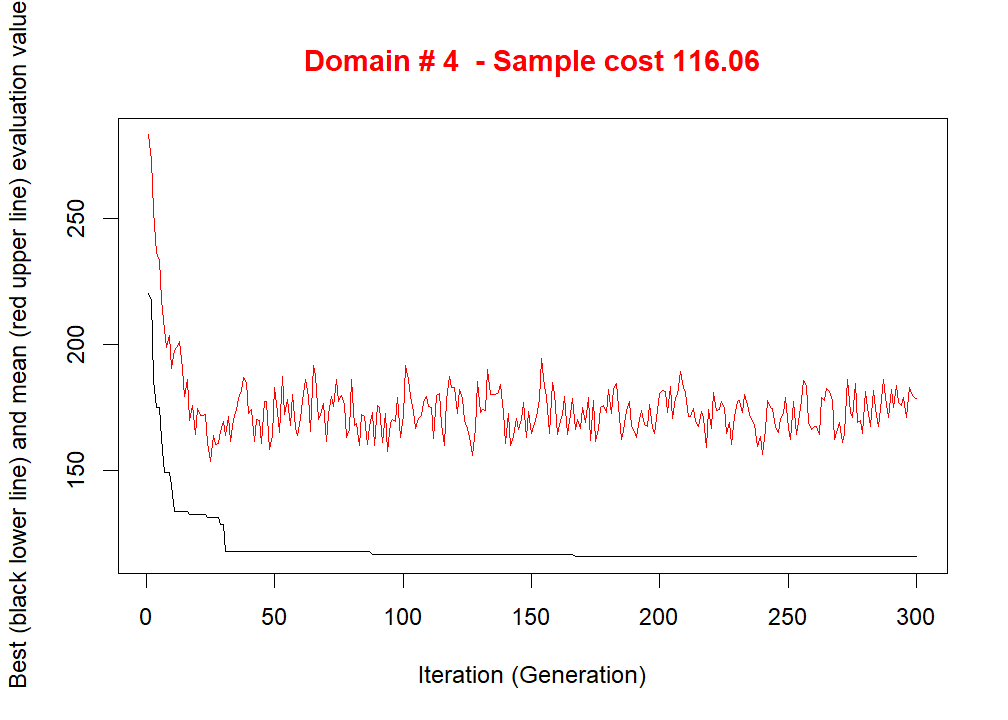 Domain # 4  - Sample cost 116.06
Best (black lower line) and mean (red upper line) evaluation value
250
200
150
0 50 100 150 200 250 300
Iteration (Generation)